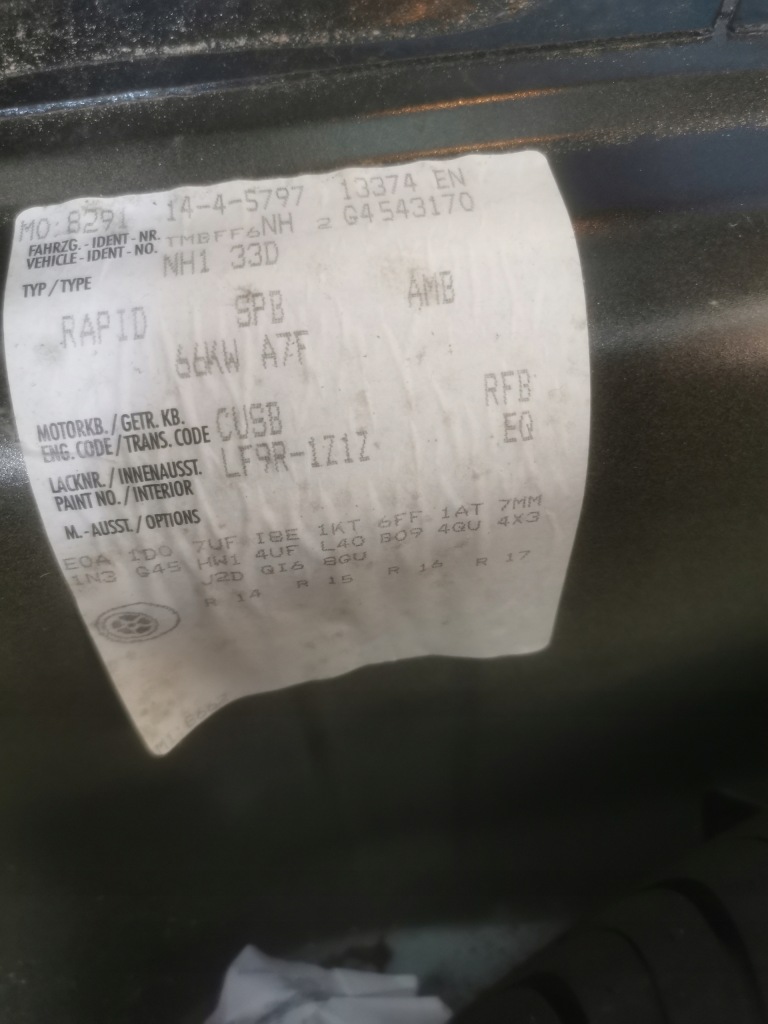 MO:8291 14-4-5797 13374 EN
FAHRZG.-IDENT-NR. TMBFF6NH 2 G4543170
VEHICLE-IDENT-NO.
TYP/TYPE NH1 33D
RAPID SPB AMB
66KW A7F
MOTORKB./GETR.KB. CUSB RFB
ENG.CODE/TRANS.CODE
LACKNR./INNENAUSST. LF9R-1Z1Z EQ
PAINT NO./INTERIOR
M.-AUSST./OPTIONS
E0A 1D0 7UF I8E 1KT 6FF 1AT 7MM
1N3 G45 HW1 4UF L40 B09 4QU 4X3
J2D QI6 8GU
R 14 R 15 R 16 R 17